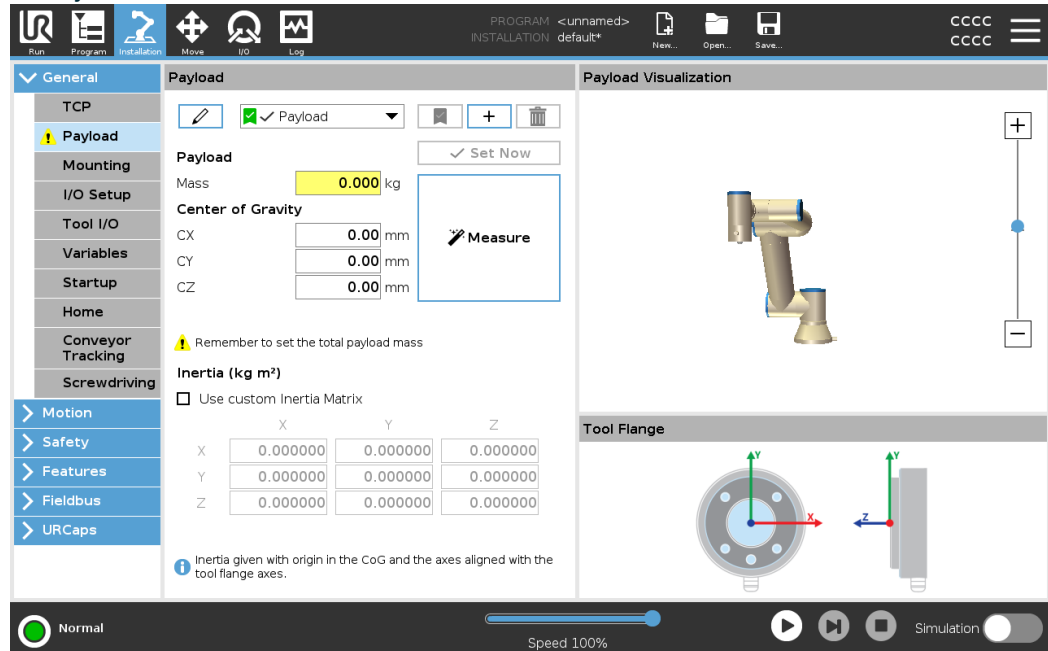 PROGRAM <unnamed>
INSTALLATION default*
Run Program Installation Move I/O Log New... Open... Save...
CCCC
CCCC
General
TCP
Payload
Mounting
I/O Setup
Tool I/O
Variables
Startup
Home
Conveyor
Tracking
Screwdriving
Motion
Safety
Features
Fieldbus
URCaps
Payload
Payload
+
Set Now
Payload
Mass 0.000 kg
Center of Gravity
CX 0.00 mm
CY 0.00 mm
CZ 0.00 mm
Measure
Remember to set the total payload mass
Inertia (kg m²)
Use custom Inertia Matrix
X Y Z
X 0.000000 0.000000 0.000000
Y 0.000000 0.000000 0.000000
Z 0.000000 0.000000 0.000000
Inertia given with origin in the CoG and the axes aligned with the
tool flange axes.
Payload Visualization
Tool Flange
Y
X
Y
Z
Normal
Speed 100%
Simulation